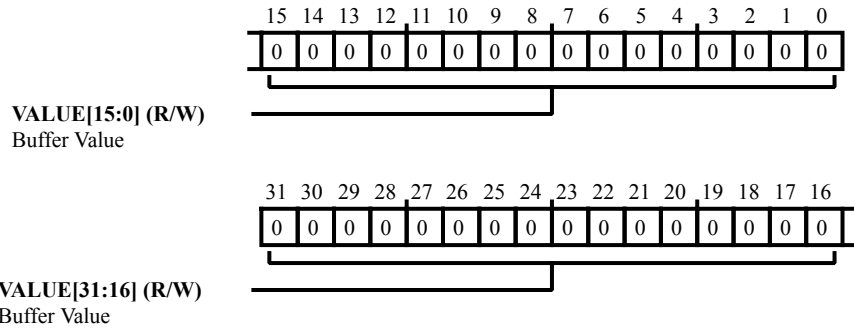 15 14 13 12 11 10 9 8 7 6 5 4 3 2 1 0
0 0 0 0 0 0 0 0 0 0 0 0 0 0 0 0
VALUE[15:0] (R/W)
Buffer Value
31 30 29 28 27 26 25 24 23 22 21 20 19 18 17 16
0 0 0 0 0 0 0 0 0 0 0 0 0 0 0 0
VALUE[31:16] (R/W)
Buffer Value